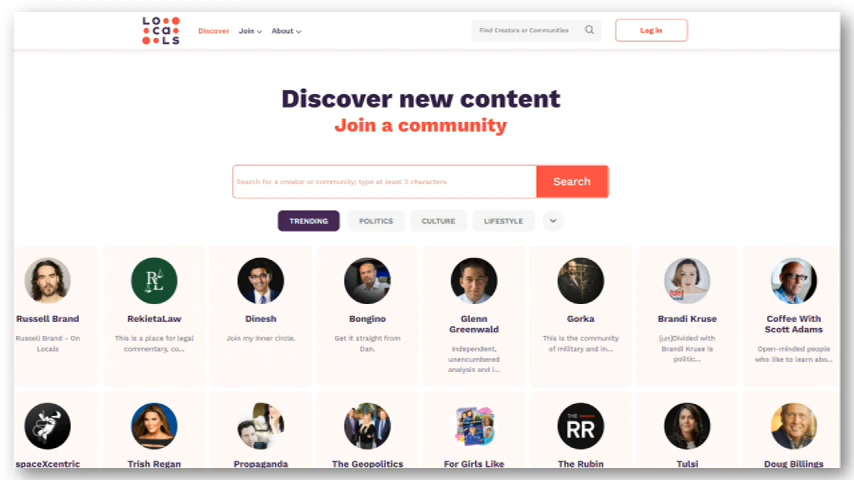 LO
ca
LS
Discover
Join
About
Find Creators or Communities
Log in
Discover new content
Join a community
Search for a creator or community; type at least 3 characters
Search
TRENDING
POLITICS
CULTURE
LIFESTYLE
Russell Brand
Russell Brand - On
Locals
RL
RekietaLaw
This is a place for legal
commentary, co...
Dinesh
Join my inner circle.
Bongino
Get it straight from
Dan.
Glenn
Greenwald
Independent,
unencumbered
analysis and i...
Gorka
This is the community
of military and in...
Brandi Kruse
[un]Divided with
Brandi Kruse is
politic...
Coffee With
Scott Adams
Open-minded people
who like to learn abo...
spaceXcentric
Trish Regan
Propaganda
The Geopolitics
For Girls Like
THE
RR
The Rubin
Tulsi
Doug Billings